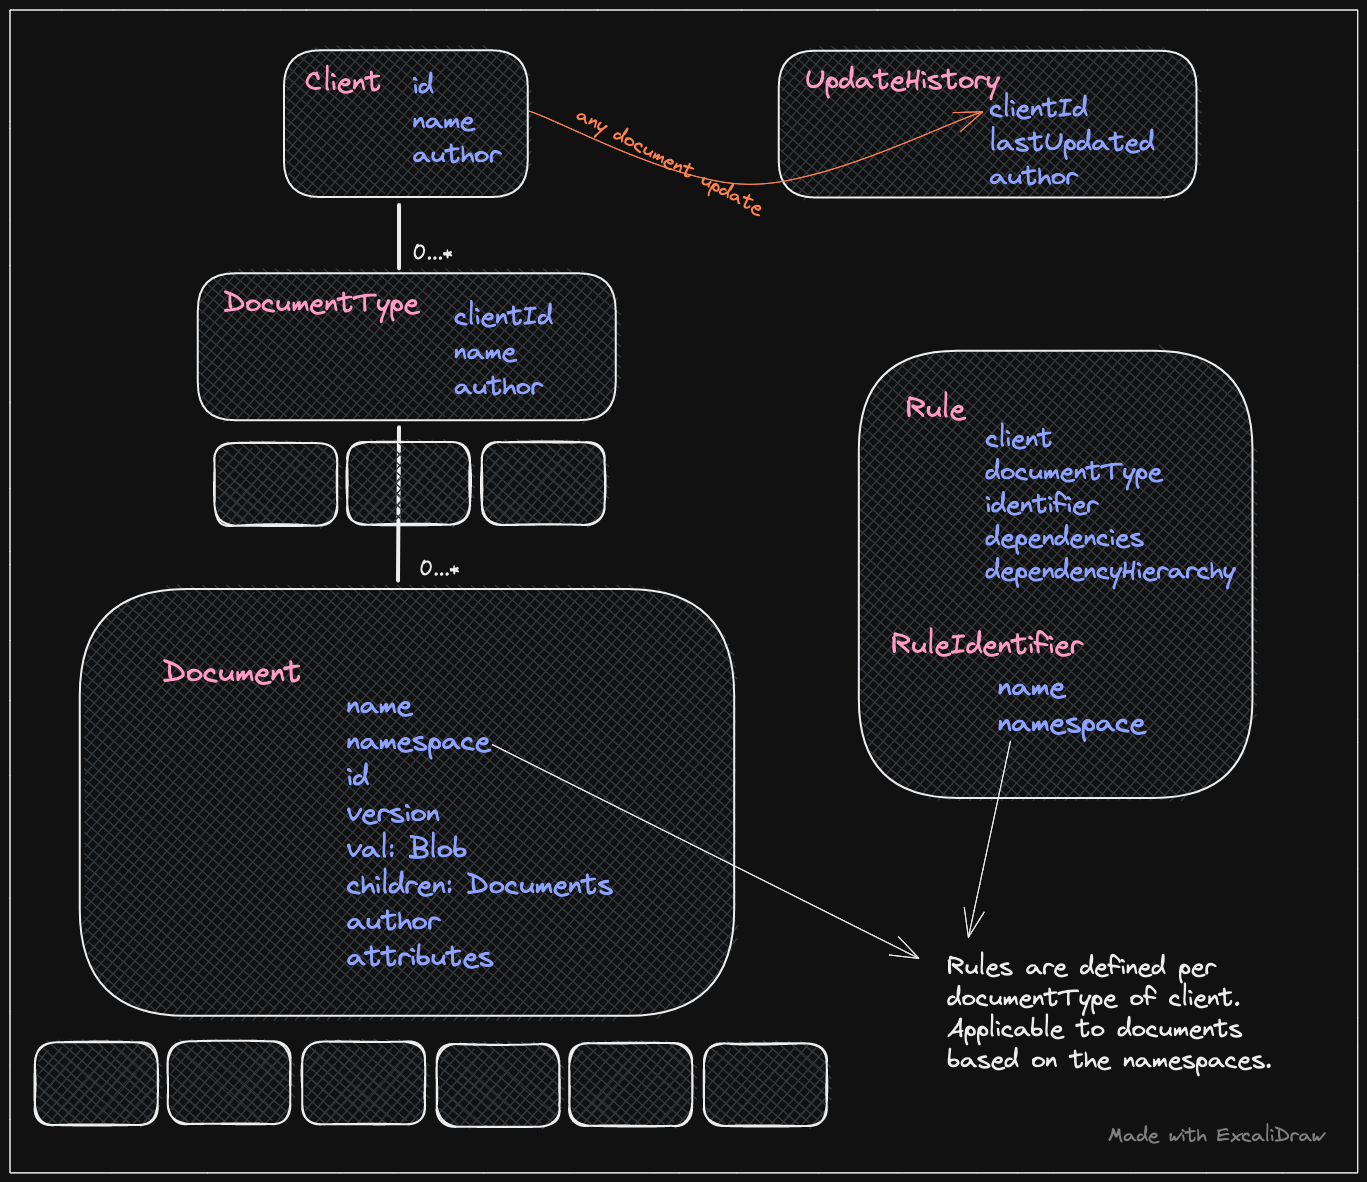 Client
id
name
author
UpdateHistory
clientId
lastUpdated
author
any document update
0...*
DocumentType
clientId
name
author
0...*
Document
name
namespace
id
version
val: Blob
children: Documents
author
attributes
Rule
client
documentType
identifier
dependencies
dependencyHierarchy
RuleIdentifier
name
namespace
Rules are defined per
documentType of client.
Applicable to documents
based on the namespaces.
Made with ExcaliDraw